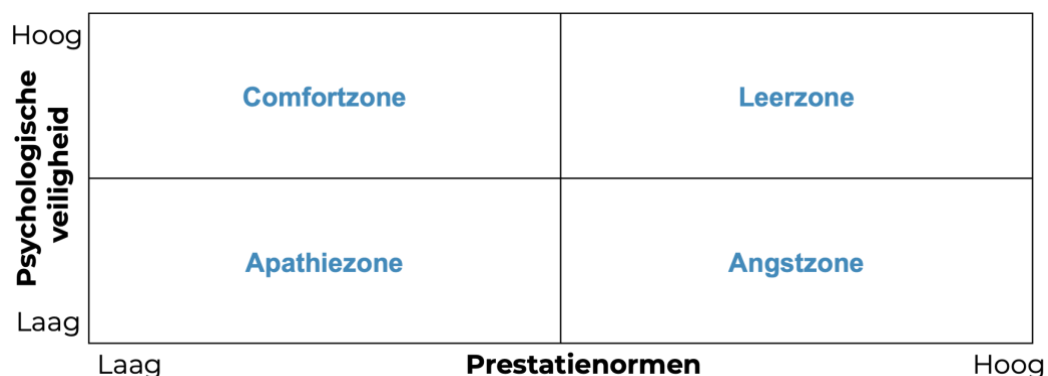 Hoog
Psychologische
veiligheid
Comfortzone
Leerzone
Apathiezone
Angstzone
Laag
Laag
Prestatienormen
Hoog